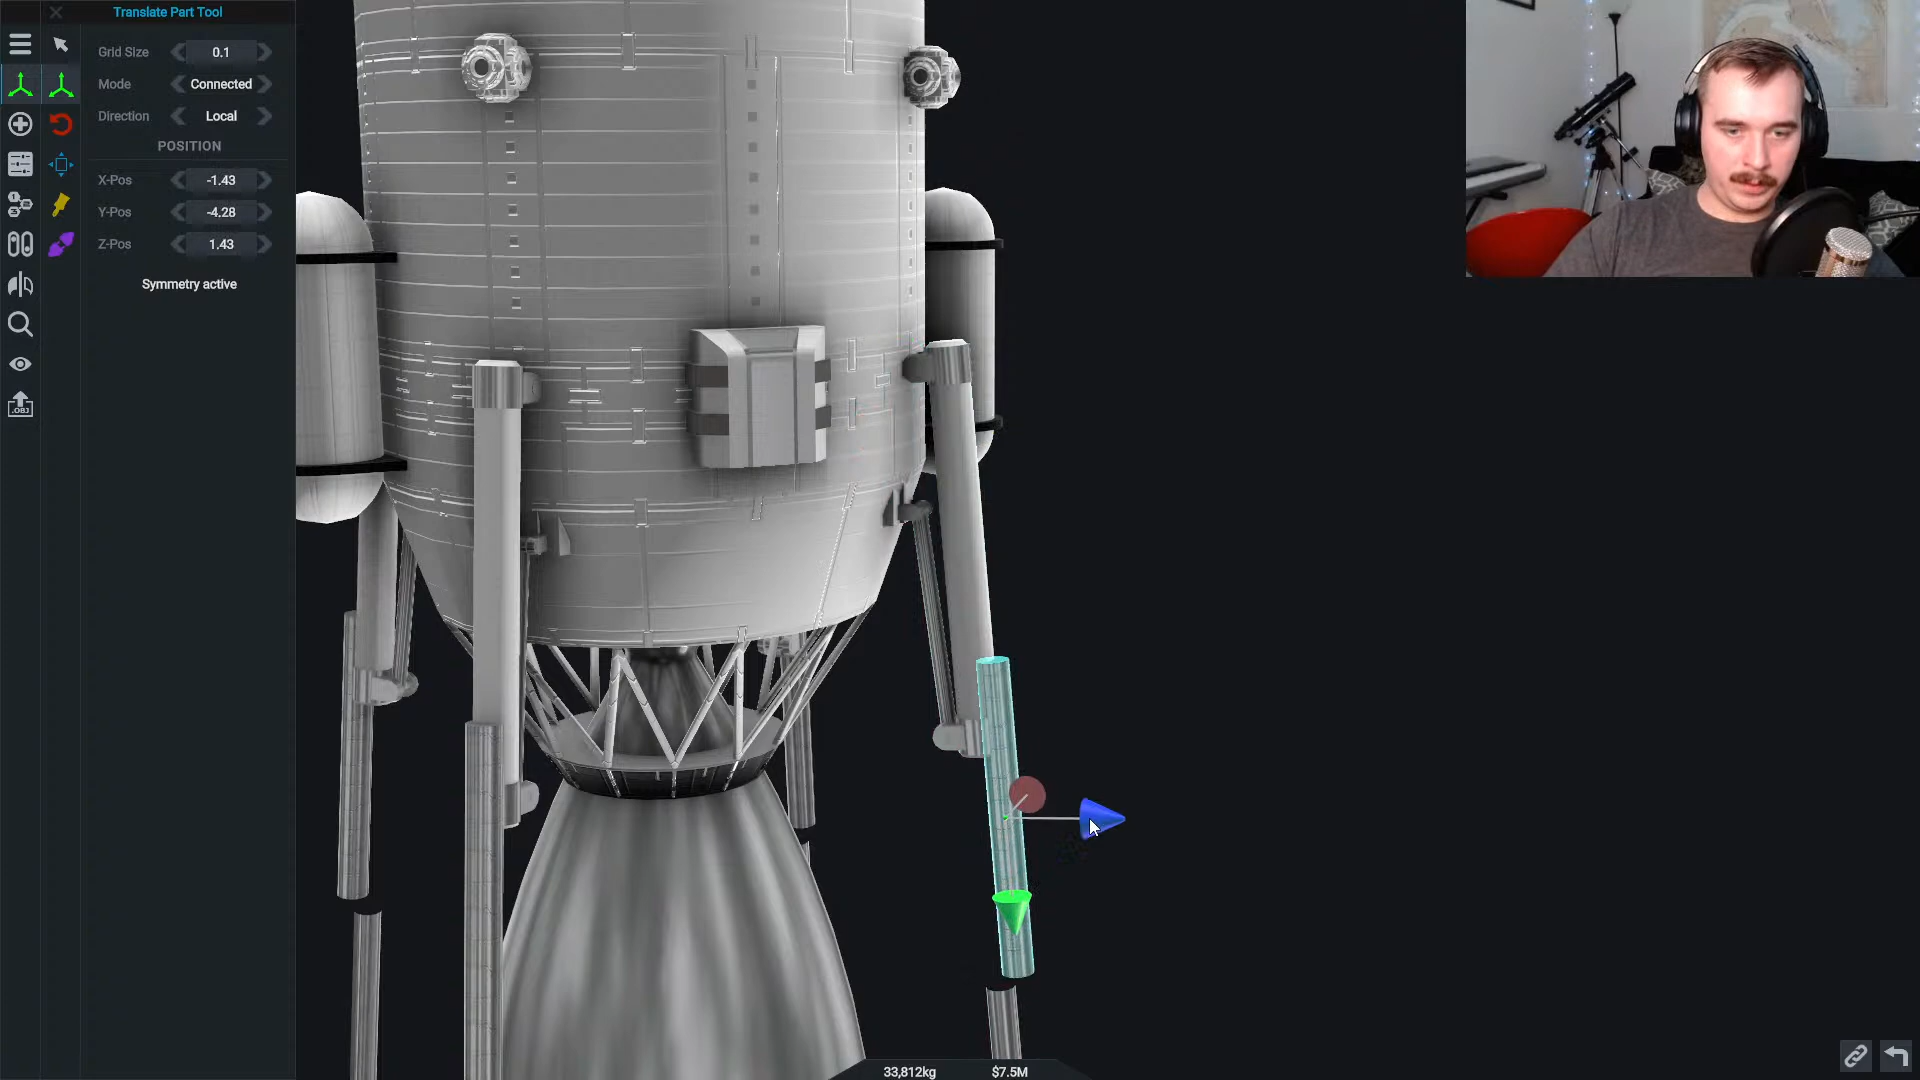 Translate Part Tool
Grid Size 0.1
Mode Connected
Direction Local
POSITION
X-Pos -1.43
Y-Pos -4.28
Z-Pos 1.43
Symmetry active
.OBJ
33,812kg $7.5M